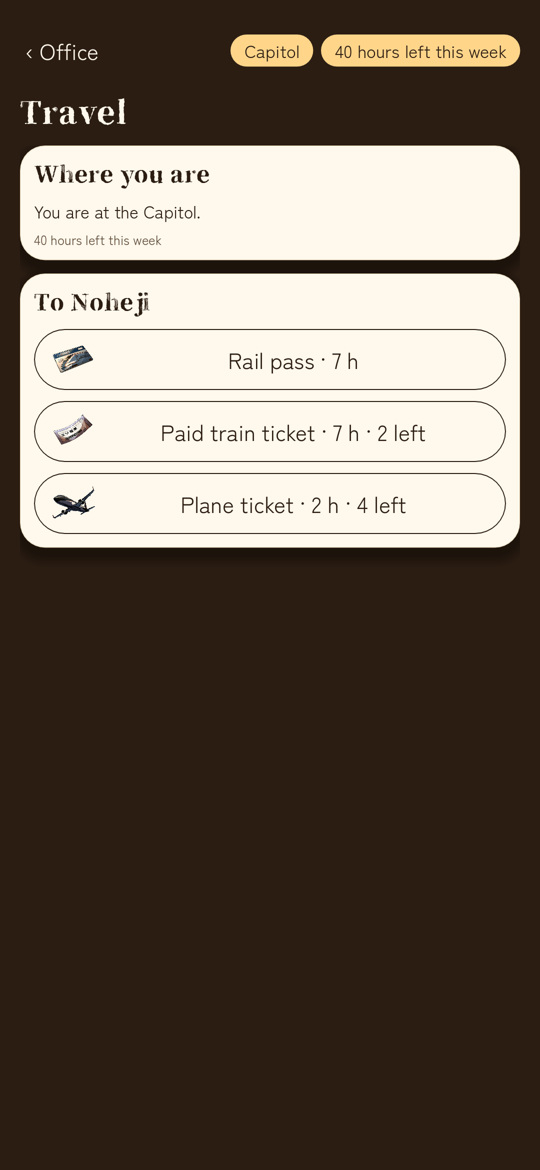 ‹ Office
Capitol
40 hours left this week
Travel
Where you are
You are at the Capitol.
40 hours left this week
To Noheji
Rail pass · 7 h
Paid train ticket · 7 h · 2 left
Plane ticket · 2 h · 4 left